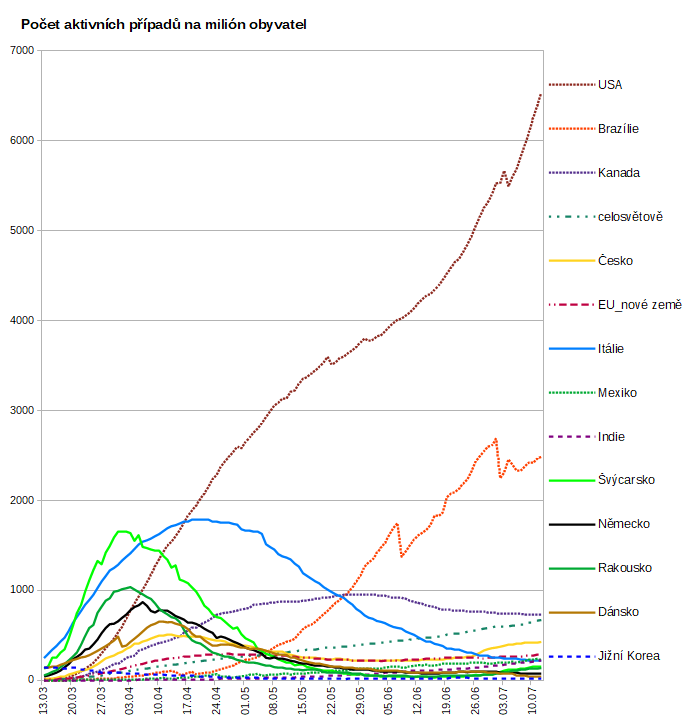 Počet aktivních případů na milión obyvatel
7000
6000
5000
4000
3000
2000
1000
0
13.03
20.03
27.03
03.04
10.04
17.04
24.04
01.05
08.05
15.05
22.05
29.05
05.06
12.06
19.06
26.06
03.07
10.07
USA
Brazílie
Kanada
celosvětově
Česko
EU_nové země
Itálie
Mexiko
Indie
Švýcarsko
Německo
Rakousko
Dánsko
Jižní Korea